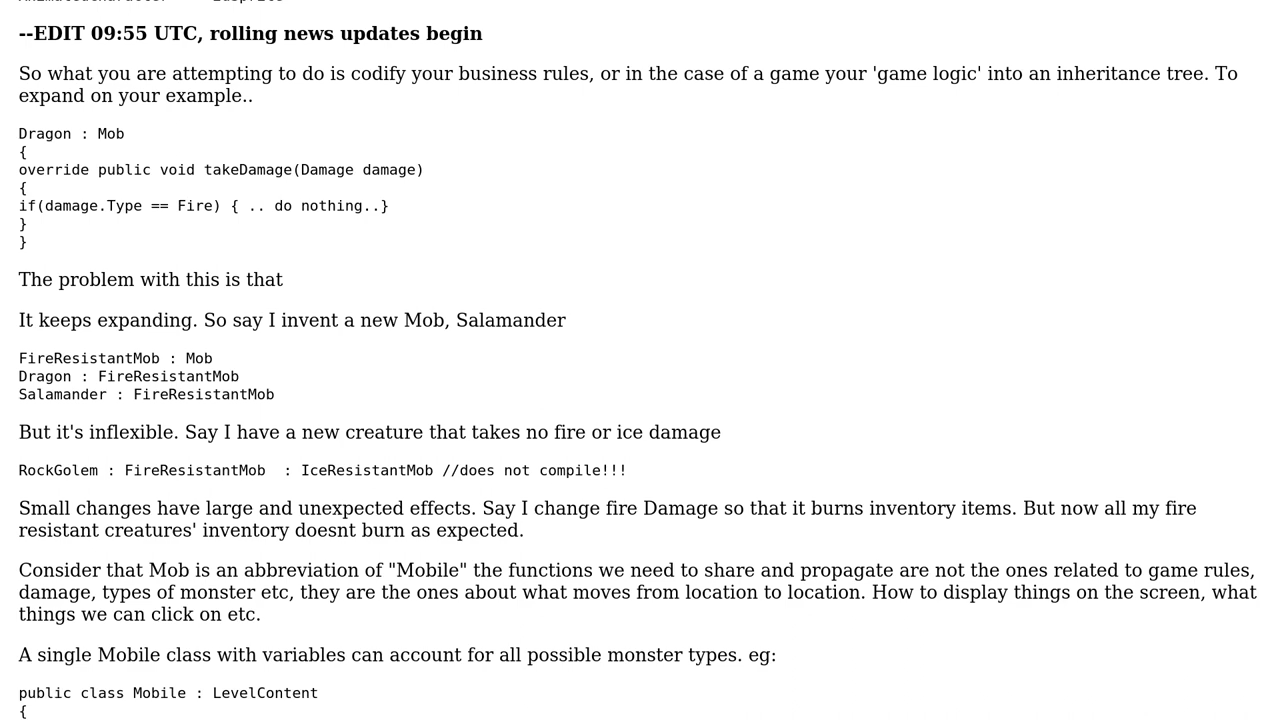 --EDIT 09:55 UTC, rolling news updates begin
So what you are attempting to do is codify your business rules, or in the case of a game your 'game logic' into an inheritance tree. To
expand on your example..
Dragon : Mob
{
override public void takeDamage(Damage damage)
{
if(damage.Type == Fire) { .. do nothing..}
}
}
The problem with this is that
It keeps expanding. So say I invent a new Mob, Salamander
FireResistantMob : Mob
Dragon : FireResistantMob
Salamander : FireResistantMob
But it's inflexible. Say I have a new creature that takes no fire or ice damage
RockGolem : FireResistantMob  : IceResistantMob //does not compile!!!
Small changes have large and unexpected effects. Say I change fire Damage so that it burns inventory items. But now all my fire
resistant creatures' inventory doesnt burn as expected.
Consider that Mob is an abbreviation of "Mobile" the functions we need to share and propagate are not the ones related to game rules,
damage, types of monster etc, they are the ones about what moves from location to location. How to display things on the screen, what
things we can click on etc.
A single Mobile class with variables can account for all possible monster types. eg:
public class Mobile : LevelContent
{